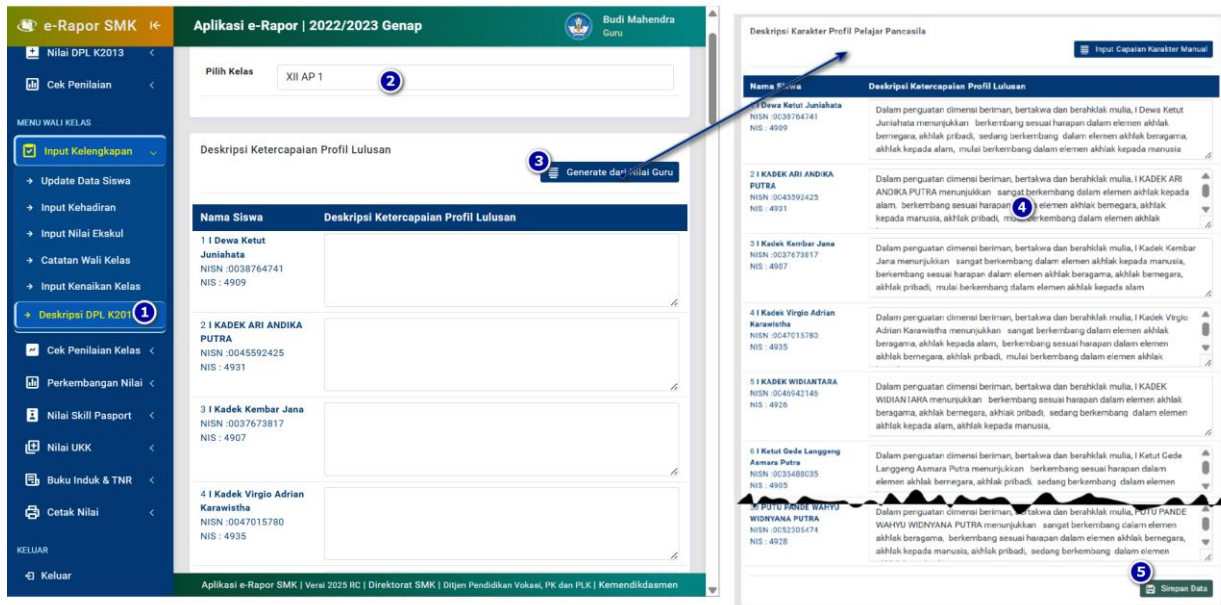 e-Rapor SMK
Nilai DPL K2013
Cek Penilaian
MENU WALI KELAS
Input Kelengkapan
Update Data Siswa
Input Kehadiran
Input Nilai Ekskul
Catatan Wali Kelas
Input Kenaikan Kelas
Deskripsi DPL K201
1
Cek Penilaian Kelas
Perkembangan Nilai
Nilai Skill Pasport
Nilai UKK
Buku Induk & TNR
Cetak Nilai
KELUAR
Keluar
Aplikasi e-Rapor | 2022/2023 Genap
Budi Mahendra
Guru
Pilih Kelas
XII AP 1
2
Deskripsi Ketercapaian Profil Lulusan
3
Generate dari Nilai Guru
Nama Siswa Deskripsi Ketercapaian Profil Lulusan
1 I Dewa Ketut
Juniahata
NISN :0038764741
NIS : 4909
2 I KADEK ARI ANDIKA
PUTRA
NISN :0045592425
NIS : 4931
3 I Kadek Kembar Jana
NISN :0037673817
NIS : 4907
4 I Kadek Virgio Adrian
Karawistha
NISN :0047015780
NIS : 4935
Aplikasi e-Rapor SMK | Versi 2025 RC | Direktorat SMK | Ditjen Pendidikan Vokasi, PK dan PLK | Kemendikdasmen
Deskripsi Karakter Profil Pelajar Pancasila
Input Capaian Karakter Manual
Nama Siswa Deskripsi Ketercapaian Profil Lulusan
I Dewa Ketut Juniahata
NISN :0038764741
NIS : 4909
Dalam penguatan dimensi beriman, bertakwa dan berahklak mulia, I Dewa Ketut
Juniahata menunjukkan berkembang sesuai harapan dalam elemen akhlak
bernegara, akhlak pribadi, sedang berkembang dalam elemen akhlak beragama,
akhlak kepada alam, mulai berkembang dalam elemen akhlak kepada manusia
2 I KADEK ARI ANDIKA
PUTRA
NISN :0045592425
NIS : 4931
Dalam penguatan dimensi beriman, bertakwa dan berahklak mulia, I KADEK ARI
ANDIKA PUTRA menunjukkan sangat berkembang dalam elemen akhlak kepada
alam, berkembang sesuai harapan elemen akhlak bernegara, akhlak
4
kepada manusia, akhlak pribadi, berkembang dalam elemen akhlak
3 I Kadek Kembar Jana
NISN :0037673817
NIS : 4907
Dalam penguatan dimensi beriman, bertakwa dan berahklak mulia, I Kadek Kembar
Jana menunjukkan sangat berkembang dalam elemen akhlak kepada manusia,
berkembang sesuai harapan dalam elemen akhlak beragama, akhlak bernegara,
akhlak pribadi, mulai berkembang dalam elemen akhlak kepada alam
4 I Kadek Virgio Adrian
Karawistha
NISN :0047015780
NIS : 4935
Dalam penguatan dimensi beriman, bertakwa dan berahklak mulia, I Kadek Virgio
Adrian Karawistha menunjukkan sangat berkembang dalam elemen akhlak
beragama, akhlak kepada alam, berkembang sesuai harapan dalam elemen
akhlak bernegara, akhlak pribadi, mulai berkembang dalam elemen akhlak
5 I KADEK WIDIANTARA
NISN :0046942146
NIS : 4926
Dalam penguatan dimensi beriman, bertakwa dan berahklak mulia, I KADEK
WIDIANTARA menunjukkan berkembang sesuai harapan dalam elemen akhlak
beragama, akhlak bernegara, akhlak pribadi, sedang berkembang dalam elemen
akhlak kepada alam, akhlak kepada manusia,
6 I Ketut Gede Langgeng
Asmara Putra
NISN :0035488035
NIS : 4905
Dalam penguatan dimensi beriman, bertakwa dan berahklak mulia, I Ketut Gede
Langgeng Asmara Putra menunjukkan berkembang sesuai harapan dalam
elemen akhlak bernegara, akhlak pribadi, sedang berkembang dalam elemen
PUTU PANDE WAHYU
WIDNYANA PUTRA
NISN :0052305474
NIS : 4928
Dalam penguatan dimensi beriman, bertakwa dan berahklak mulia, PUTU PANDE
WAHYU WIDNYANA PUTRA menunjukkan sangat berkembang dalam elemen
akhlak beragama, berkembang sesuai harapan dalam elemen akhlak bernegara,
akhlak kepada manusia, akhlak pribadi, sedang berkembang dalam elemen
5
Simpan Data